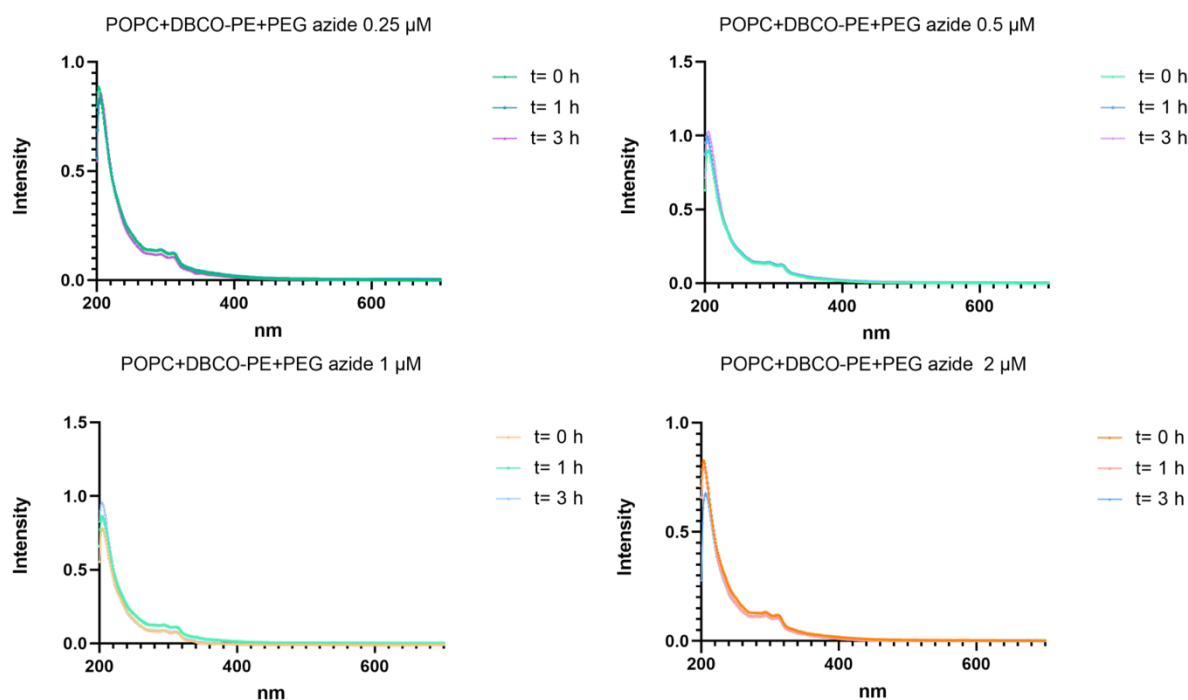 POPC+DBCO-PE+PEG azide 0.25 µM
1.0
0.5
0.0
Intensity
200
400
600
nm
t= 0 h
t= 1 h
t= 3 h
POPC+DBCO-PE+PEG azide 0.5 µM
1.5
1.0
0.5
0.0
Intensity
200
400
600
nm
t= 0 h
t= 1 h
t= 3 h
POPC+DBCO-PE+PEG azide 1 µM
1.5
1.0
0.5
0.0
Intensity
200
400
600
nm
t= 0 h
t= 1 h
t= 3 h
POPC+DBCO-PE+PEG azide  2 µM
1.0
0.5
0.0
Intensity
200
400
600
nm
t= 0 h
t= 1 h
t= 3 h